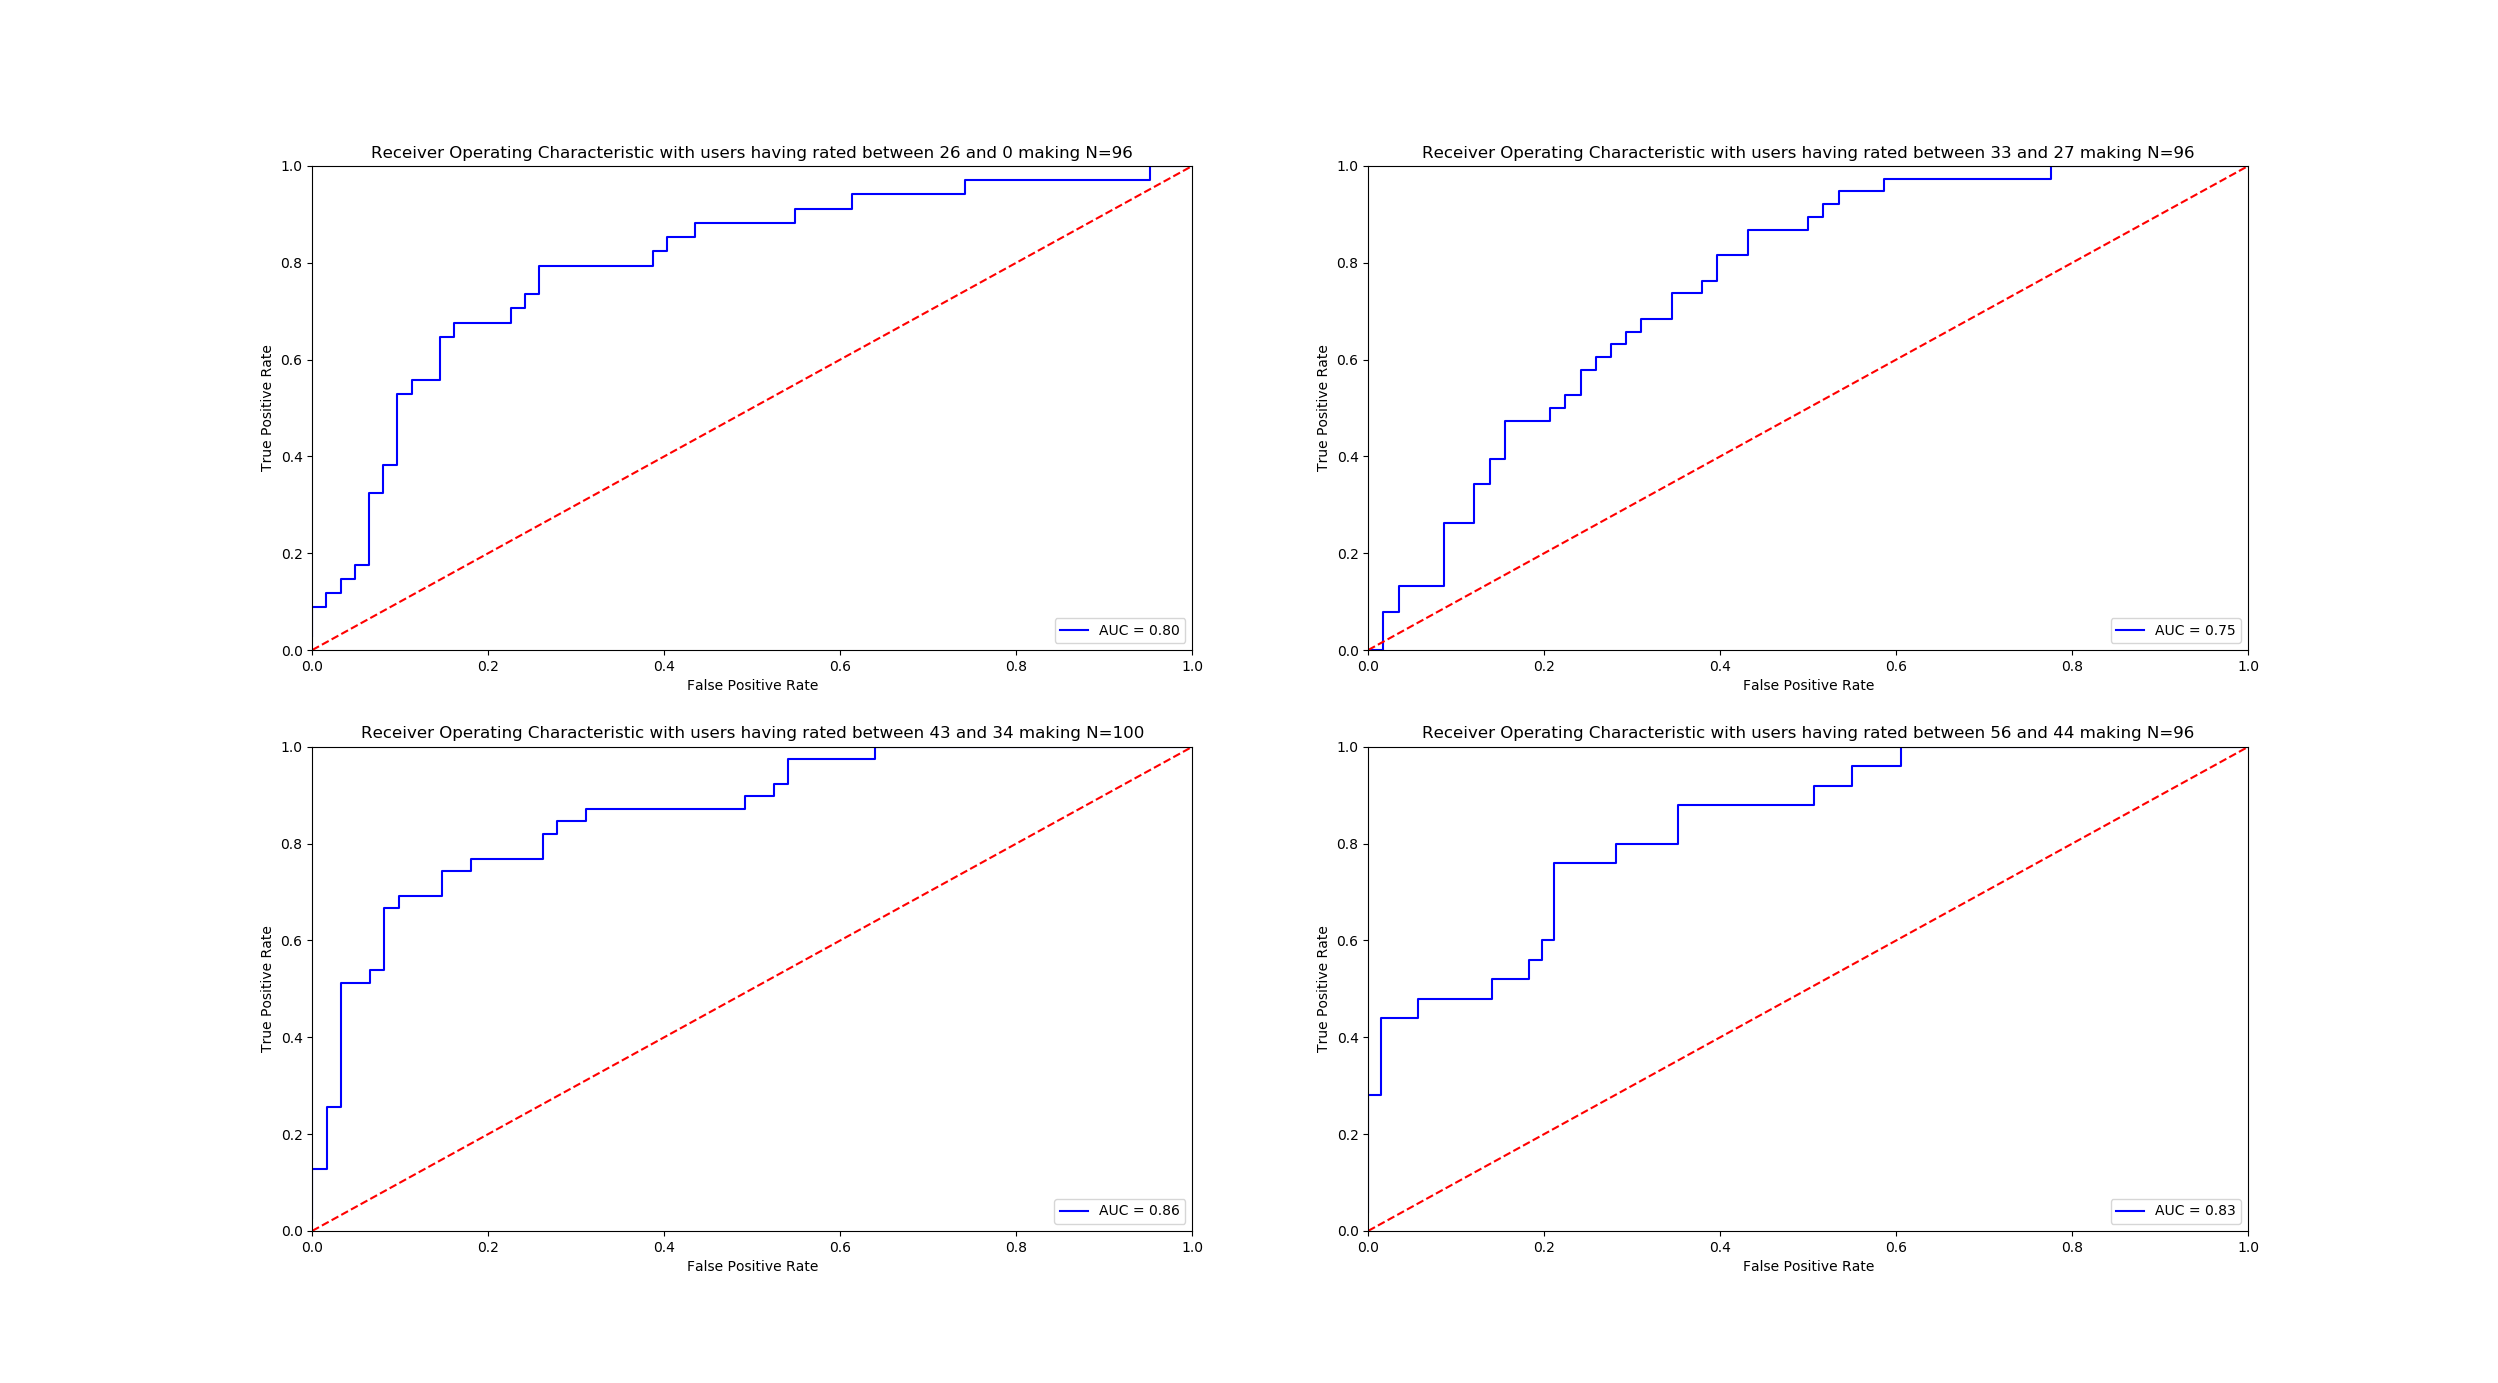 Receiver Operating Characteristic with users having rated between 26 and 0 making N=96
1.0
0.8
0.6
0.4
0.2
0.0
True Positive Rate
AUC = 0.80
0.0 0.2 0.4 0.6 0.8 1.0
False Positive Rate
Receiver Operating Characteristic with users having rated between 33 and 27 making N=96
1.0
0.8
0.6
0.4
0.2
0.0
True Positive Rate
AUC = 0.75
0.0 0.2 0.4 0.6 0.8 1.0
False Positive Rate
Receiver Operating Characteristic with users having rated between 43 and 34 making N=100
1.0
0.8
0.6
0.4
0.2
0.0
True Positive Rate
AUC = 0.86
0.0 0.2 0.4 0.6 0.8 1.0
False Positive Rate
Receiver Operating Characteristic with users having rated between 56 and 44 making N=96
1.0
0.8
0.6
0.4
0.2
0.0
True Positive Rate
AUC = 0.83
0.0 0.2 0.4 0.6 0.8 1.0
False Positive Rate